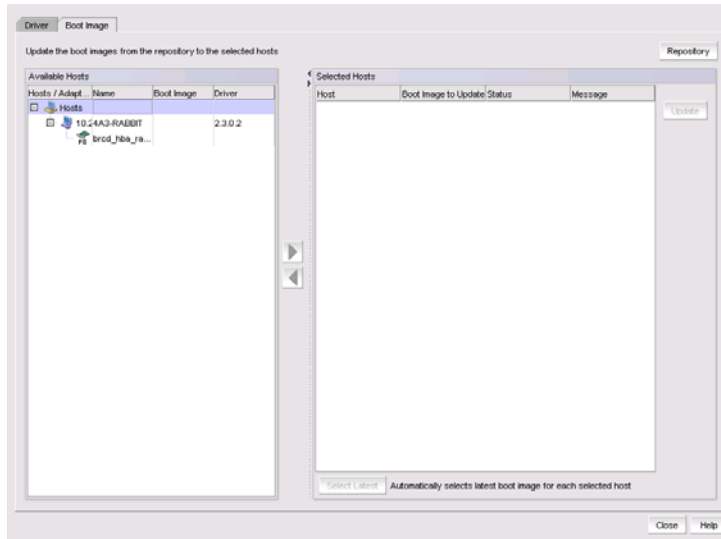 Driver Boot Image
Update the boot images from the repository to the selected hosts
Repository
Available Hosts
Hosts / Adapt... Name Boot Image Driver
Hosts
10.24A3-RABBIT 2.3.0.2
brcd_hba_ra...
Selected Hosts
Host Boot Image to Update Status Message
Update
Select Latest Automatically selects latest boot image for each selected host
Close Help